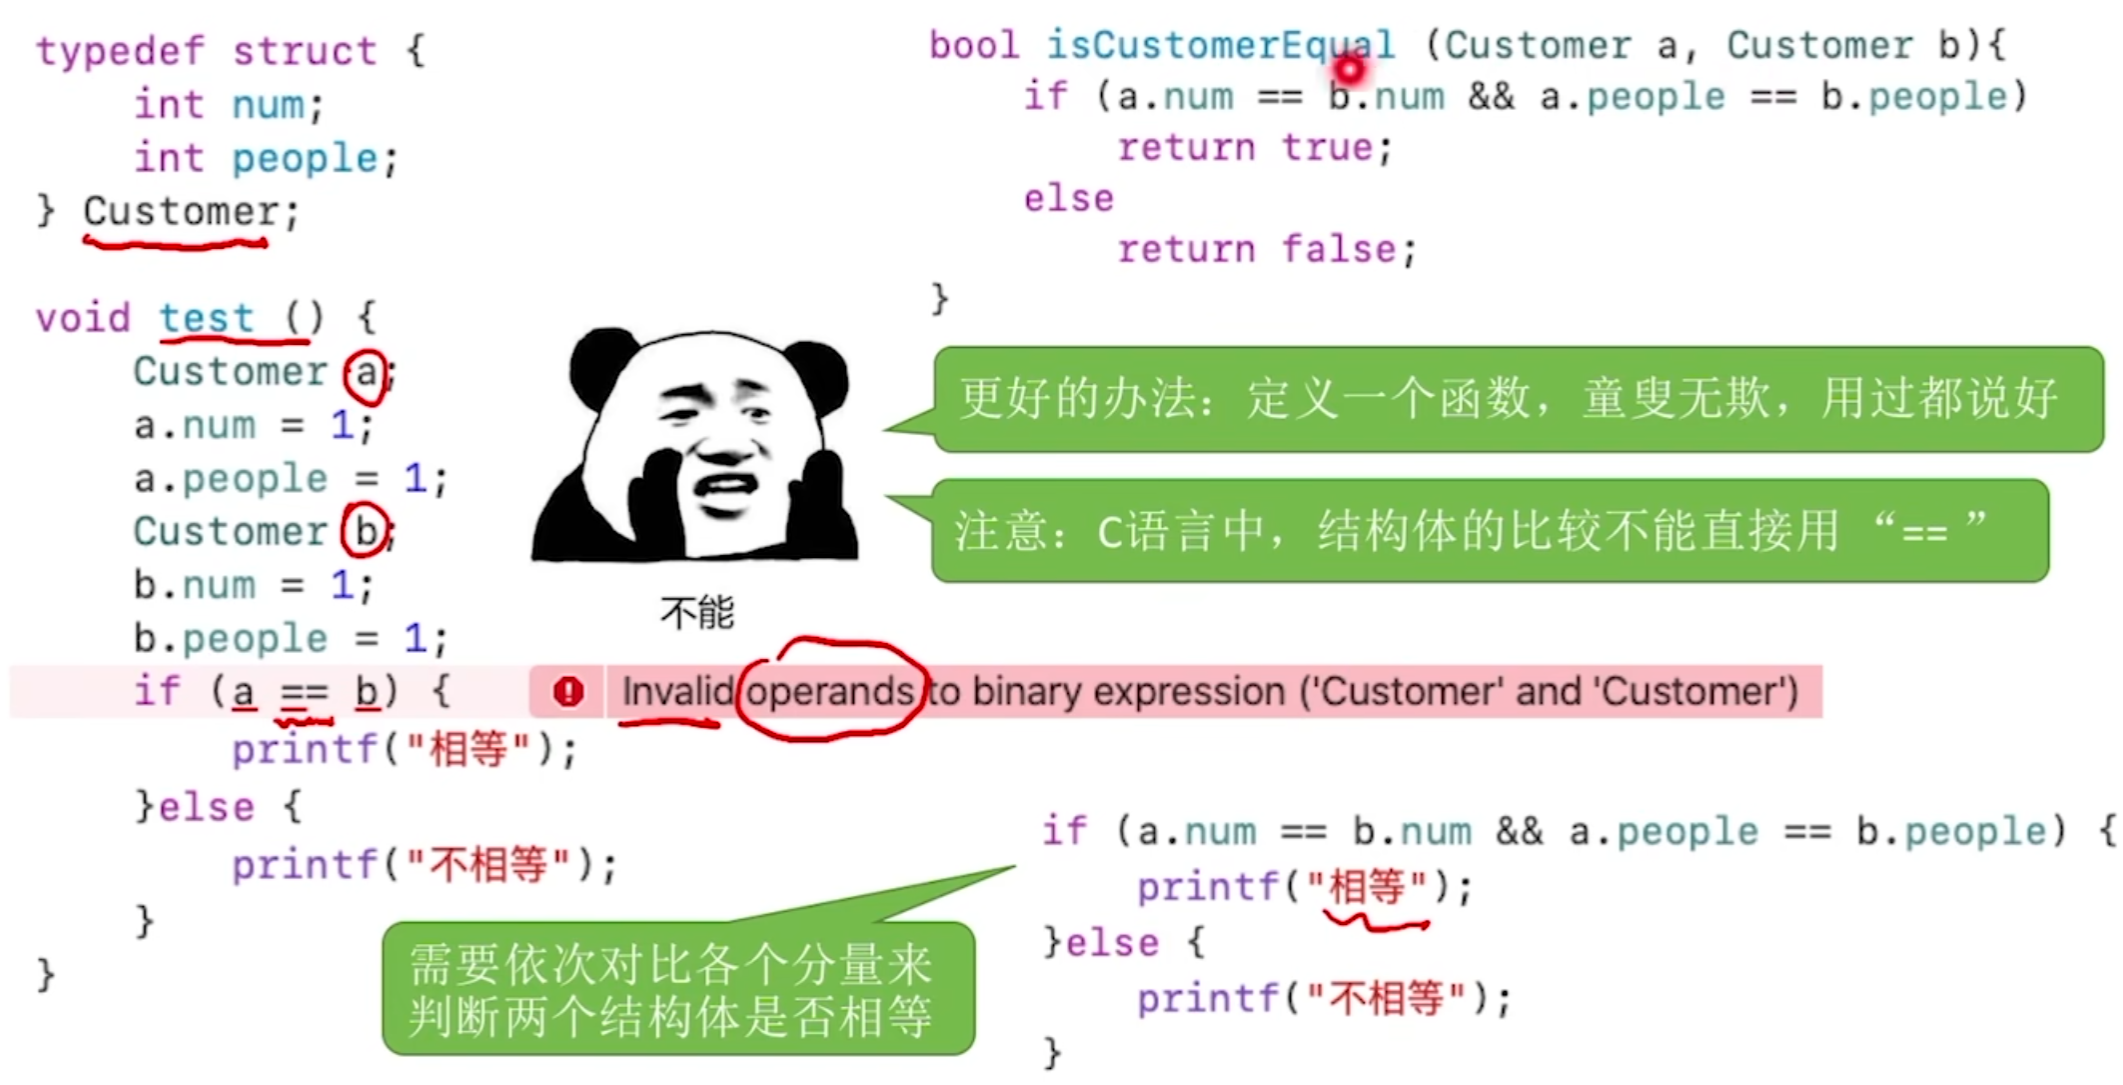 typedef struct {
int num;
int people;
} Customer;
void test () {
Customer a;
a.num = 1;
a.people = 1;
Customer b;
b.num = 1;
b.people = 1;
if (a == b) {
Invalid operands to binary expression ('Customer' and 'Customer')
printf("相等");
}else {
printf("不相等");
}
}
不能
bool isCustomerEqual (Customer a, Customer b){
if (a.num == b.num && a.people == b.people)
return true;
else
return false;
}
更好的办法：定义一个函数，童叟无欺，用过都说好
注意：C语言中，结构体的比较不能直接用 “== ”
需要依次对比各个分量来
判断两个结构体是否相等
if (a.num == b.num && a.people == b.people) {
printf("相等");
}else {
printf("不相等");
}